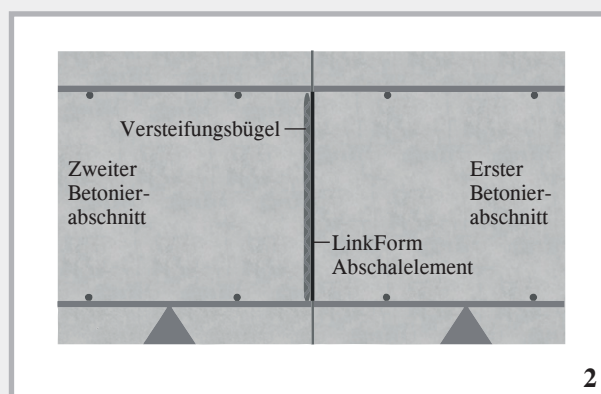 Versteifungsbügel
Zweiter
Betonier-
abschnitt
Erster
Betonier-
abschnitt
LinkForm
Abschalelement
2